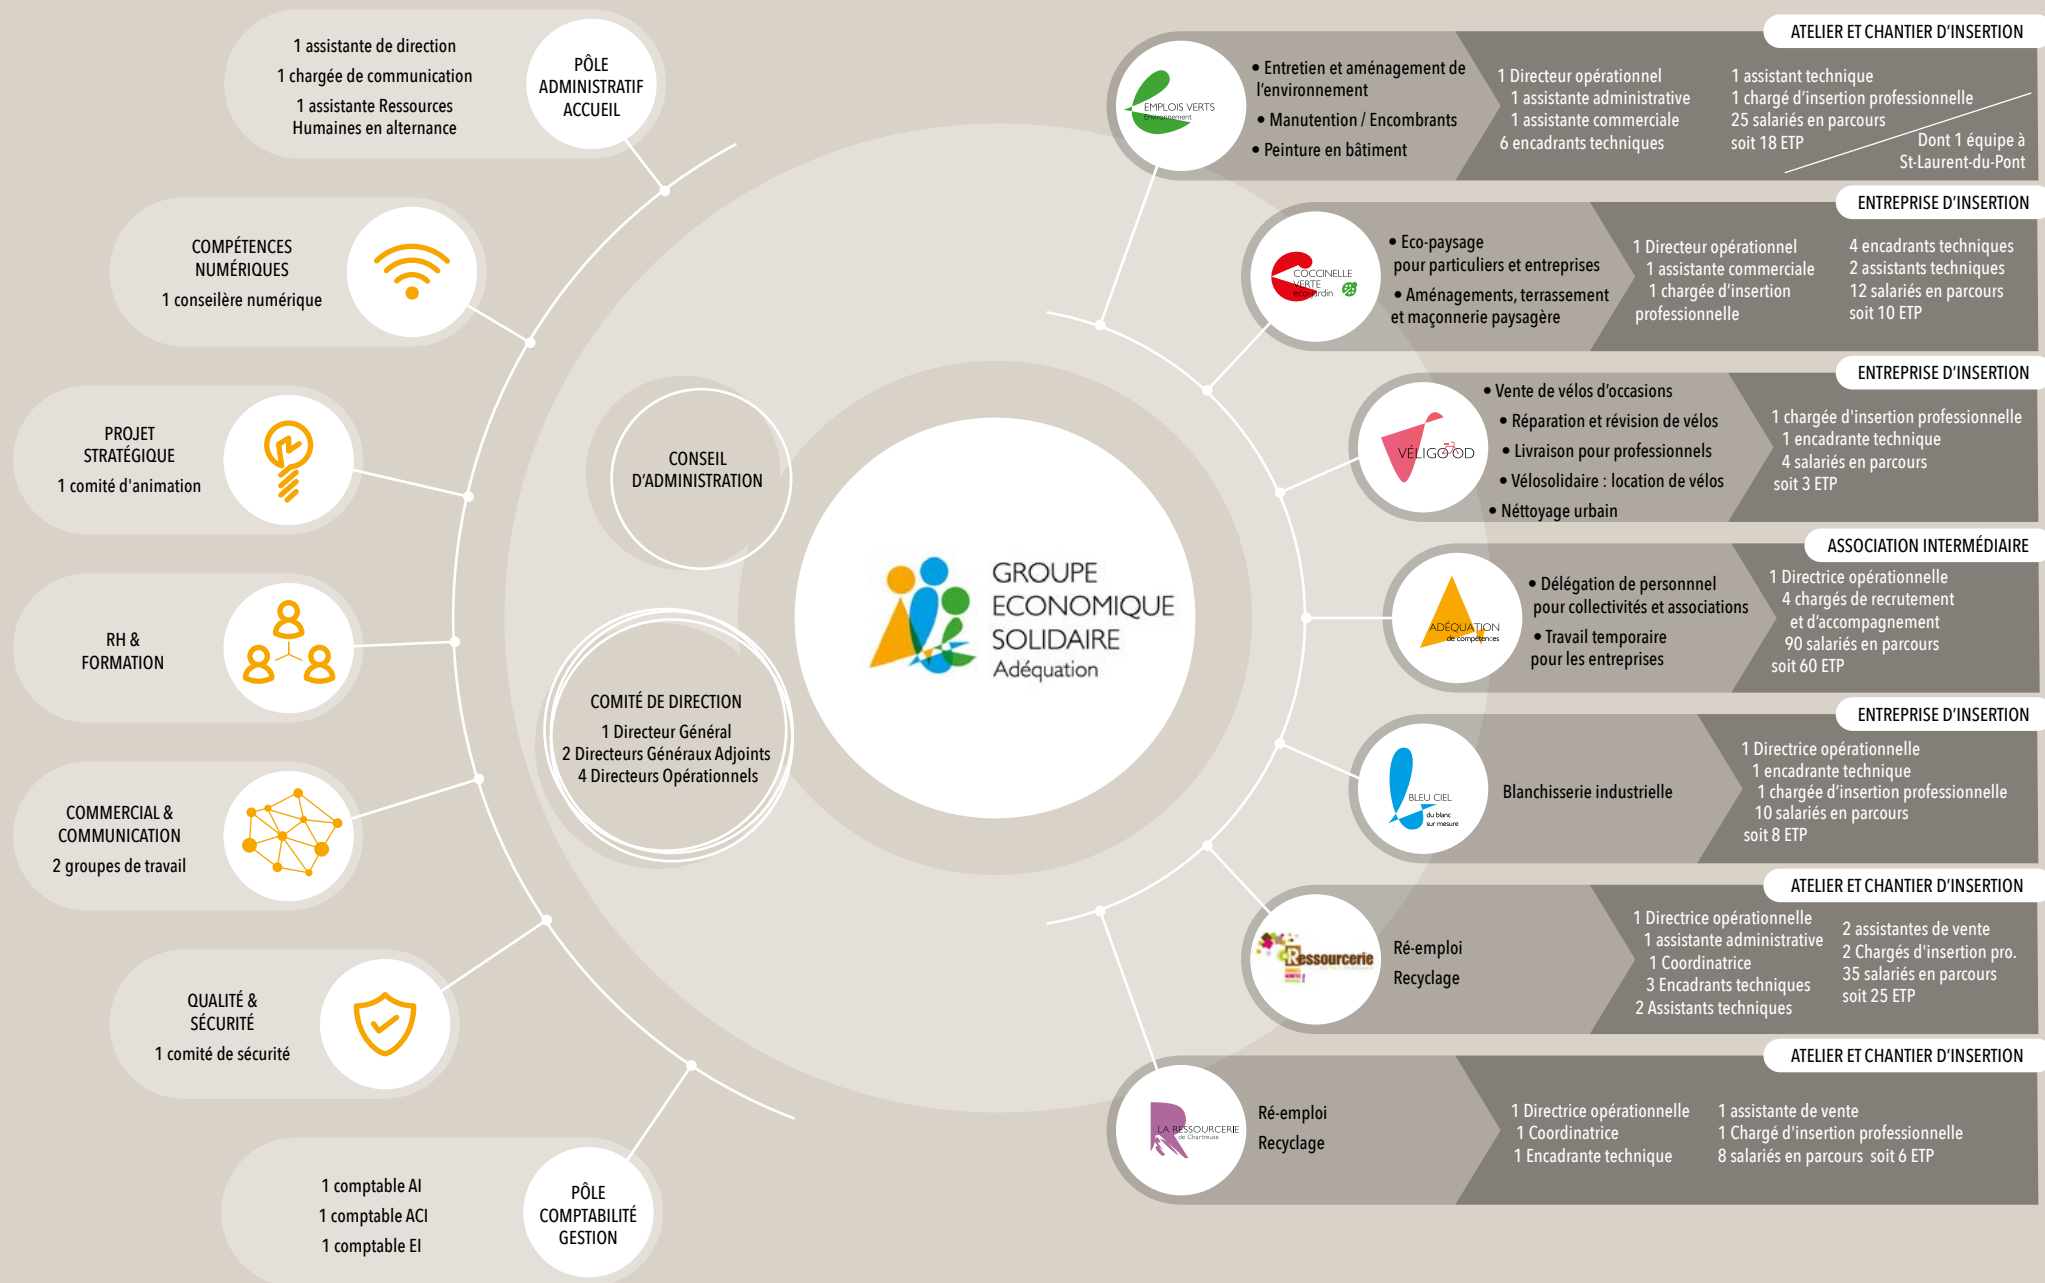 1 assistante de direction
1 chargée de communication
1 assistante Ressources
Humaines en alternance
PÔLE
ADMINISTRATIF
ACCUEIL
COMPÉTENCES
NUMÉRIQUES
1 conseilère numérique
PROJET
STRATÉGIQUE
1 comité d'animation
RH &
FORMATION
COMMERCIAL &
COMMUNICATION
2 groupes de travail
QUALITÉ &
SÉCURITÉ
1 comité de sécurité
1 comptable AI
1 comptable ACI
1 comptable EI
PÔLE
COMPTABILITÉ
GESTION
CONSEIL
D'ADMINISTRATION
COMITÉ DE DIRECTION
1 Directeur Général
2 Directeurs Généraux Adjoints
4 Directeurs Opérationnels
GROUPE
ECONOMIQUE
SOLIDAIRE
Adéquation
ATELIER ET CHANTIER D'INSERTION
EMPLOIS VERTS
Environnement
• Entretien et aménagement de
l'environnement
• Manutention / Encombrants
• Peinture en bâtiment
1 Directeur opérationnel
1 assistante administrative
1 assistante commerciale
6 encadrants techniques
1 assistant technique
1 chargé d'insertion professionnelle
25 salariés en parcours
soit 18 ETP
Dont 1 équipe à
St-Laurent-du-Pont
ENTREPRISE D'INSERTION
COCCINELLE
VERTE
eco-jardin
• Eco-paysage
pour particuliers et entreprises
• Aménagements, terrassement
et maçonnerie paysagère
1 Directeur opérationnel
1 assistante commerciale
1 chargée d'insertion
professionnelle
4 encadrants techniques
2 assistants techniques
12 salariés en parcours
soit 10 ETP
ENTREPRISE D'INSERTION
VÉLIGOOD
• Vente de vélos d'occasions
• Réparation et révision de vélos
• Livraison pour professionnels
• Vélosolidaire : location de vélos
• Néttoyage urbain
1 chargée d'insertion professionnelle
1 encadrante technique
4 salariés en parcours
soit 3 ETP
ASSOCIATION INTERMÉDIAIRE
ADÉQUATION
de compétences
• Délégation de personnnel
pour collectivités et associations
• Travail temporaire
pour les entreprises
1 Directrice opérationnelle
4 chargés de recrutement
et d'accompagnement
90 salariés en parcours
soit 60 ETP
ENTREPRISE D'INSERTION
BLEU CIEL
du blanc
sur mesure
Blanchisserie industrielle
1 Directrice opérationnelle
1 encadrante technique
1 chargée d'insertion professionnelle
10 salariés en parcours
soit 8 ETP
ATELIER ET CHANTIER D'INSERTION
Ressourcerie
Ré-emploi
Recyclage
1 Directrice opérationnelle
1 assistante administrative
1 Coordinatrice
3 Encadrants techniques
2 Assistants techniques
2 assistantes de vente
2 Chargés d'insertion pro.
35 salariés en parcours
soit 25 ETP
ATELIER ET CHANTIER D'INSERTION
LA RESSOURCERIE
de Chartreuse
Ré-emploi
Recyclage
1 Directrice opérationnelle
1 Coordinatrice
1 Encadrante technique
1 assistante de vente
1 Chargé d'insertion professionnelle
8 salariés en parcours soit 6 ETP